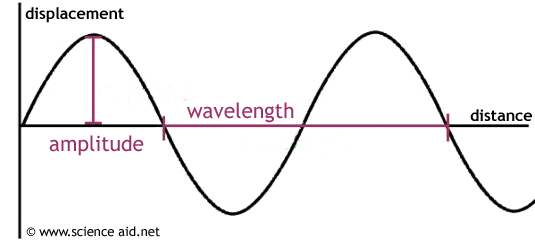 displacement
wavelength
distance
amplitude
© www.science aid.net